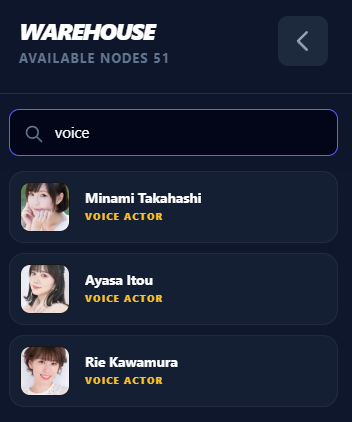 WAREHOUSE
AVAILABLE NODES 51
voice
Minami Takahashi
VOICE ACTOR
Ayasa Itou
VOICE ACTOR
Rie Kawamura
VOICE ACTOR